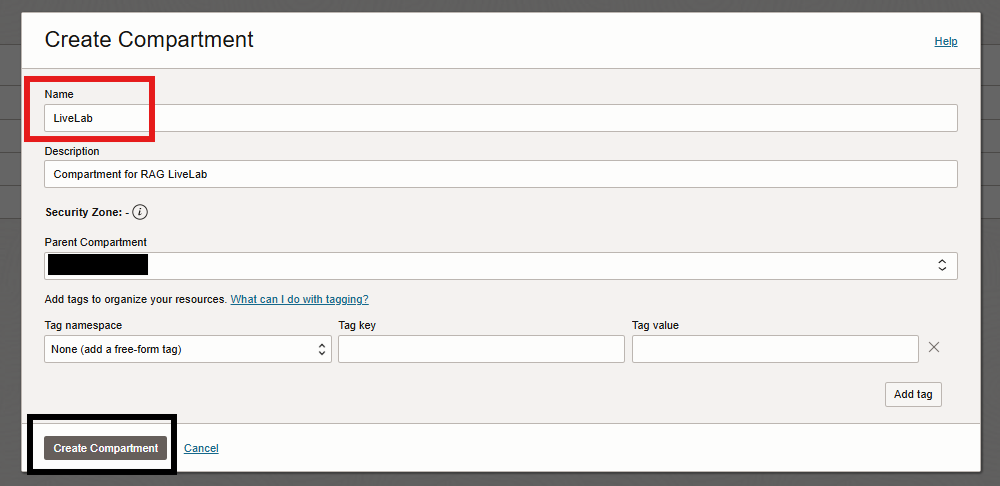 Create Compartment
Help
Name
LiveLab
Description
Compartment for RAG LiveLab
Security Zone: - i
Parent Compartment
Add tags to organize your resources. What can I do with tagging?
Tag namespace Tag key Tag value
None (add a free-form tag)
Add tag
Create Compartment Cancel